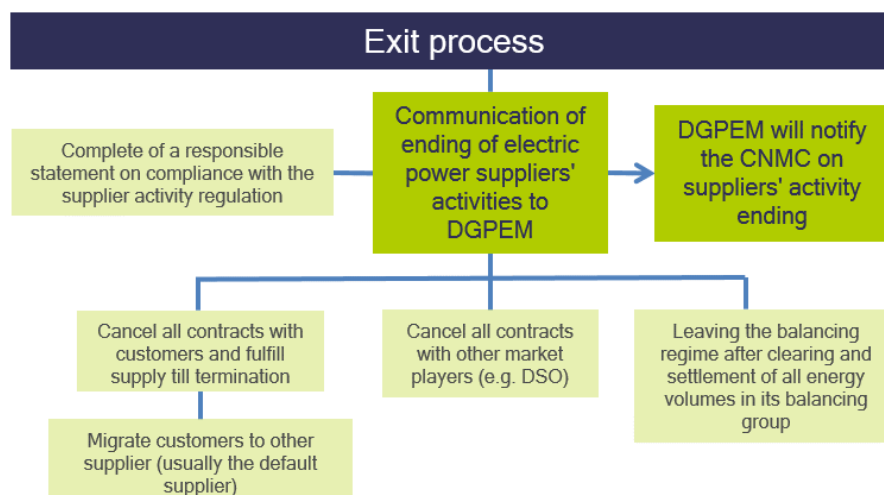 Exit process
Communication of
ending of electric
power suppliers'
activities to
DGPEM
DGPEM will notify
the CNMC on
suppliers' activity
ending
Complete of a responsible
statement on compliance with the
supplier activity regulation
Cancel all contracts with
customers and fulfill
supply till termination
Cancel all contracts
with other market
players (e.g. DSO)
Leaving the balancing
regime after clearing and
settlement of all energy
volumes in its balancing
group
Migrate customers to other
supplier (usually the default
supplier)